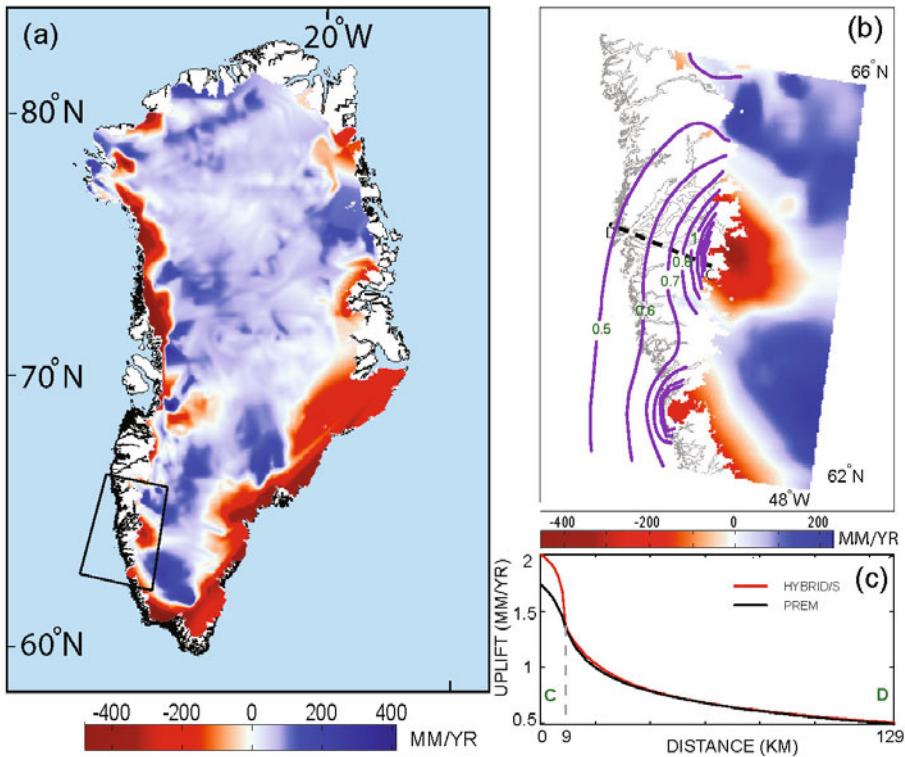 (a)
20°W
80°N
70°N
60°N
-400 -200 0 200 400
MM/YR
(b)
66°N
1
0.8
0.7
0.6
0.5
62°N
48°W
-400 -200 0 200
MM/YR
(c)
UPLIFT (MM/YR)
2
1.5
1
0.5
HYBRID/S
PREM
C
D
0 9 129
DISTANCE (KM)